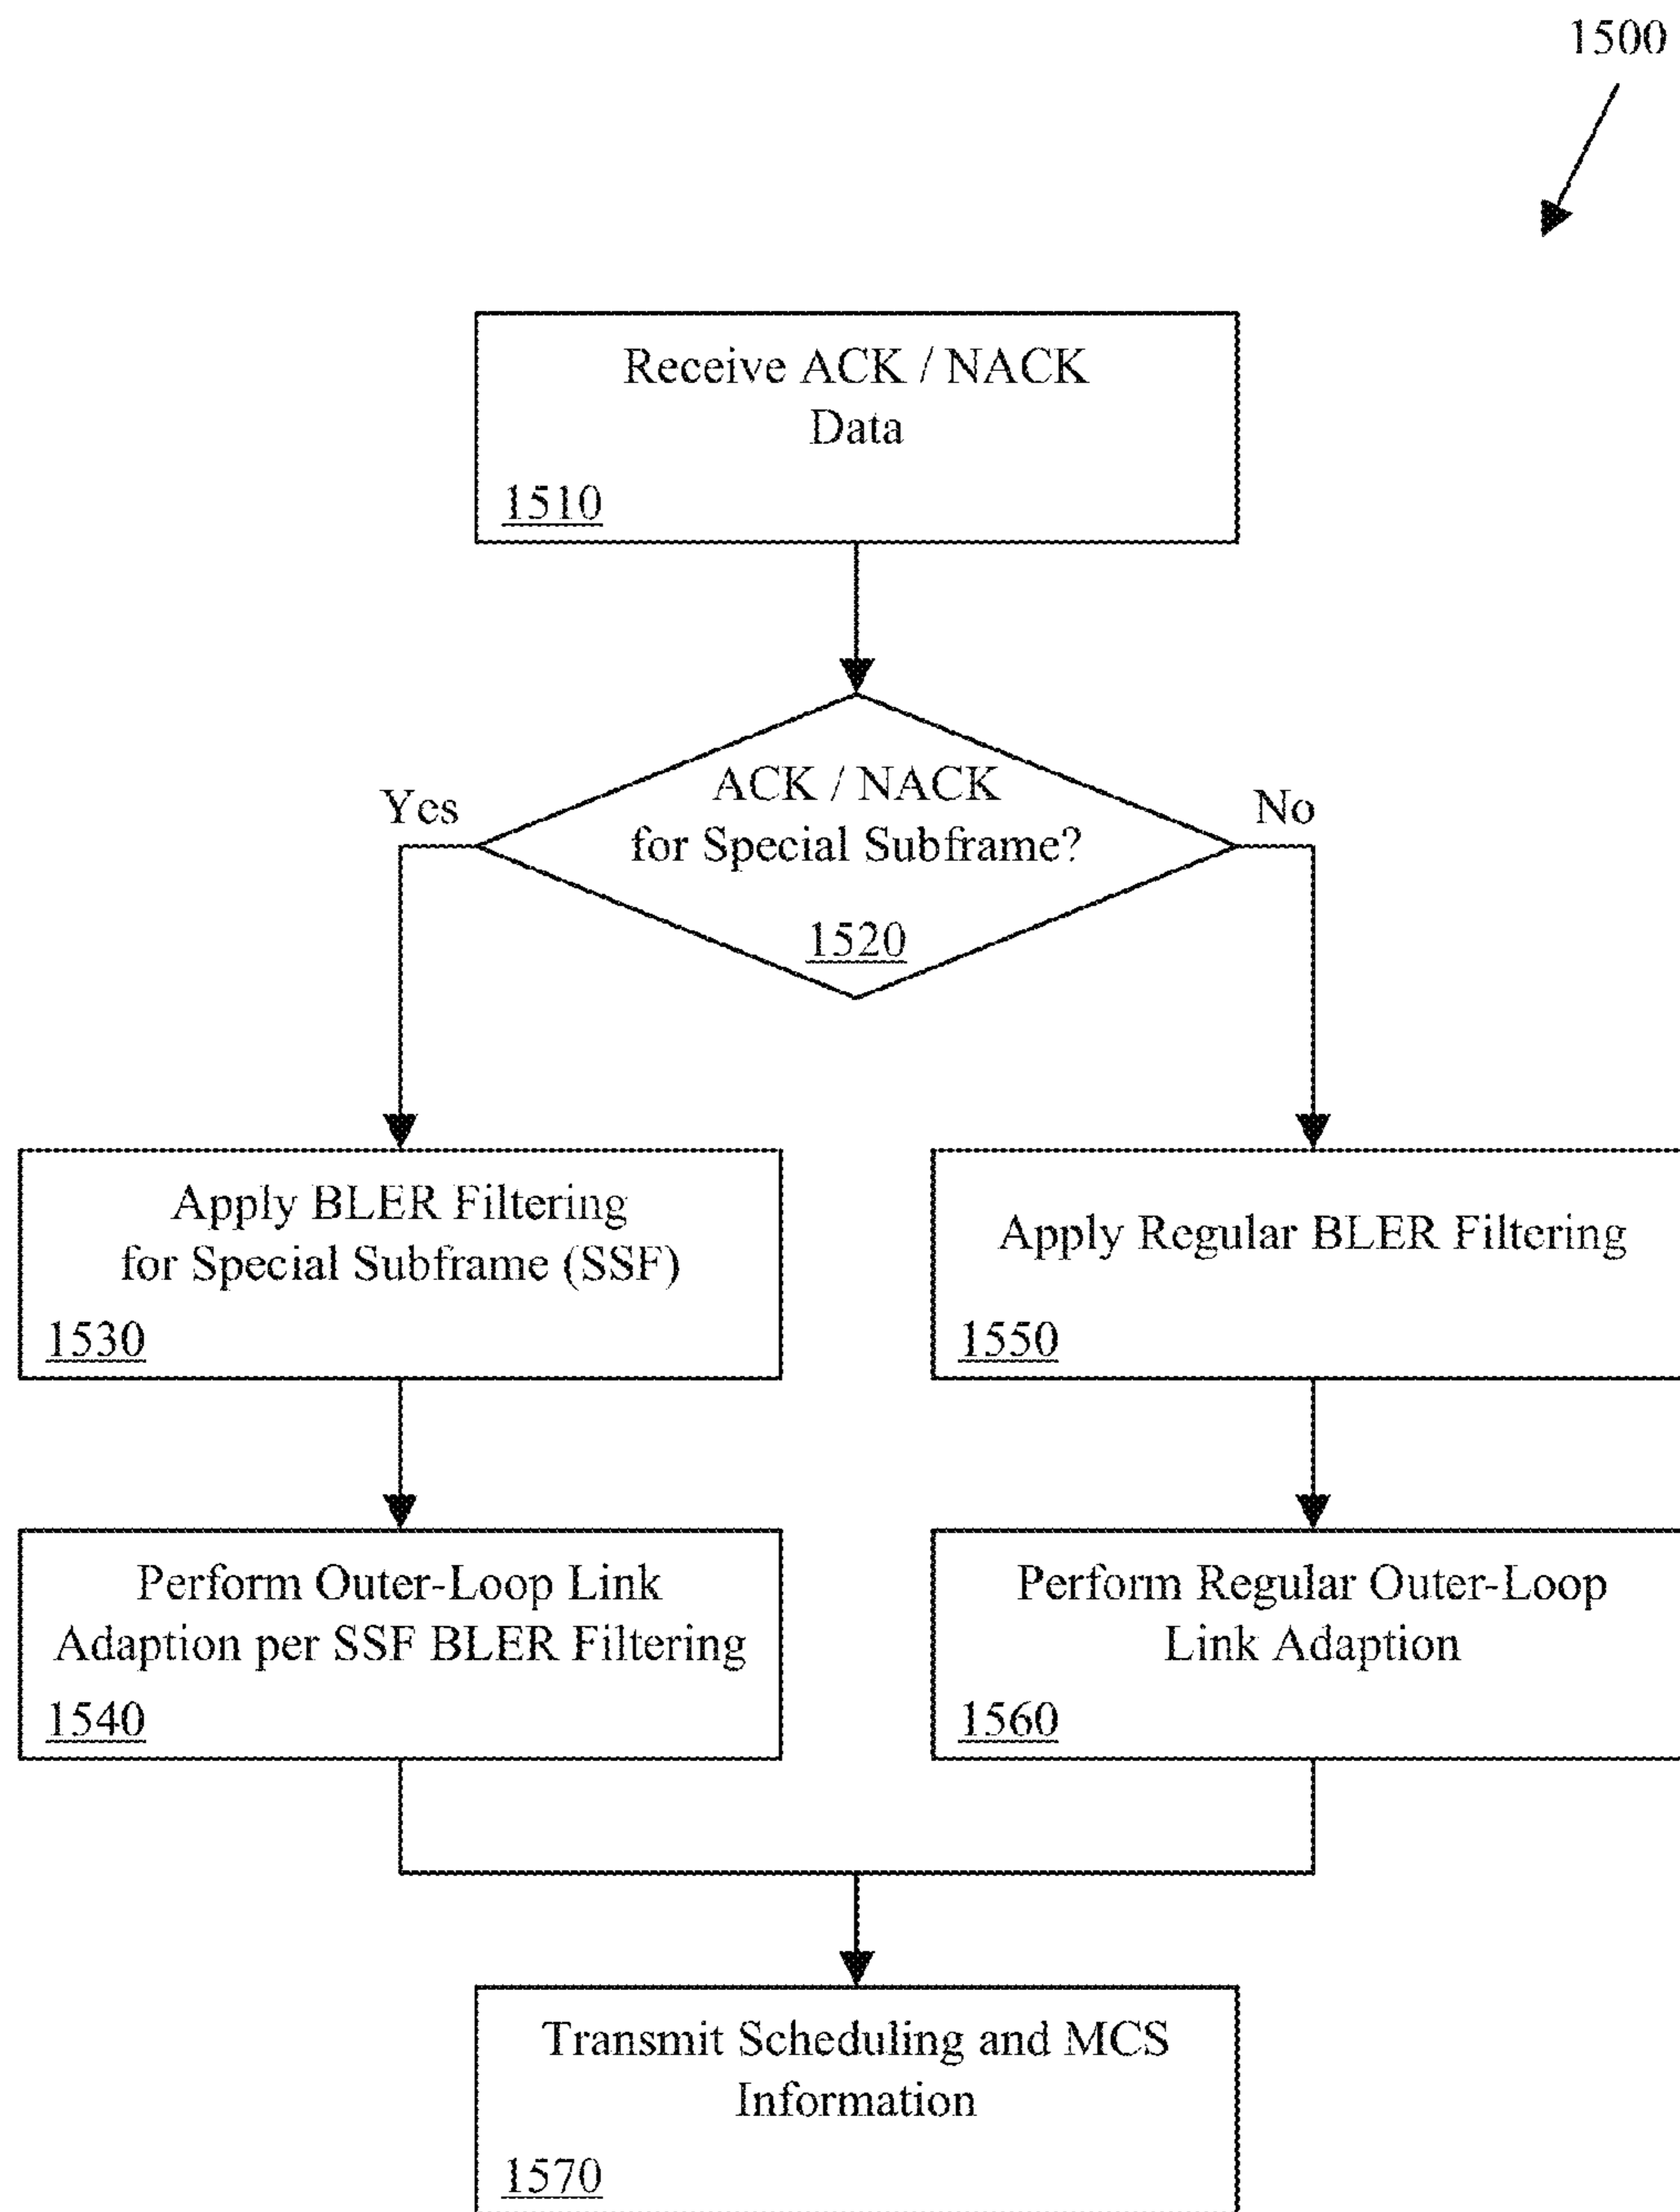 1500
Receive ACK / NACK
Data
1510
ACK / NACK
for Special Subframe?
1520
Yes
No
Apply BLER Filtering
for Special Subframe (SSF)
1530
Apply Regular BLER Filtering
1550
Perform Outer-Loop Link
Adaption per SSF BLER Filtering
1540
Perform Regular Outer-Loop
Link Adaption
1560
Transmit Scheduling and MCS
Information
1570